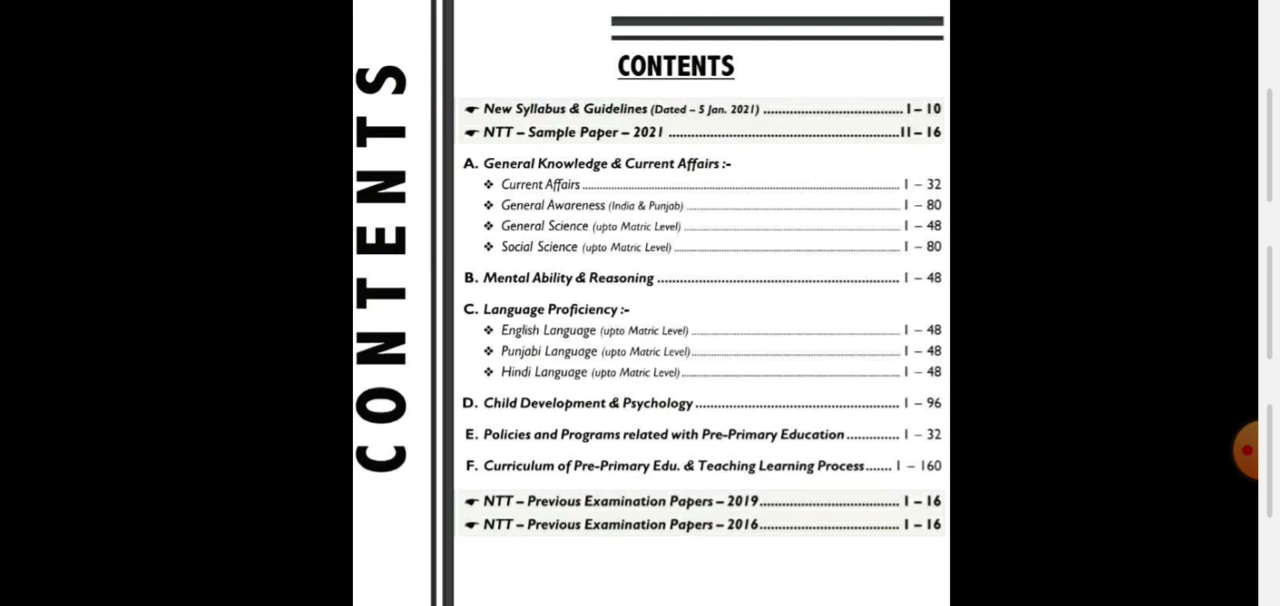 CONTENTS
CONTENTS
☛ New Syllabus & Guidelines (Dated – 5 Jan. 2021) ........ 1 – 10
☛ NTT – Sample Paper – 2021 ........ 11 – 16
A. General Knowledge & Current Affairs :-
❖ Current Affairs ........ 1 – 32
❖ General Awareness (India & Punjab) ........ 1 – 80
❖ General Science (upto Matric Level) ........ 1 – 48
❖ Social Science (upto Matric Level) ........ 1 – 80
B. Mental Ability & Reasoning ........ 1 – 48
C. Language Proficiency :-
❖ English Language (upto Matric Level) ........ 1 – 48
❖ Punjabi Language (upto Matric Level) ........ 1 – 48
❖ Hindi Language (upto Matric Level) ........ 1 – 48
D. Child Development & Psychology ........ 1 – 96
E. Policies and Programs related with Pre-Primary Education ........ 1 – 32
F. Curriculum of Pre-Primary Edu. & Teaching Learning Process ....... 1 – 160
☛ NTT – Previous Examination Papers – 2019 ........ 1 – 16
☛ NTT – Previous Examination Papers – 2016 ........ 1 – 16